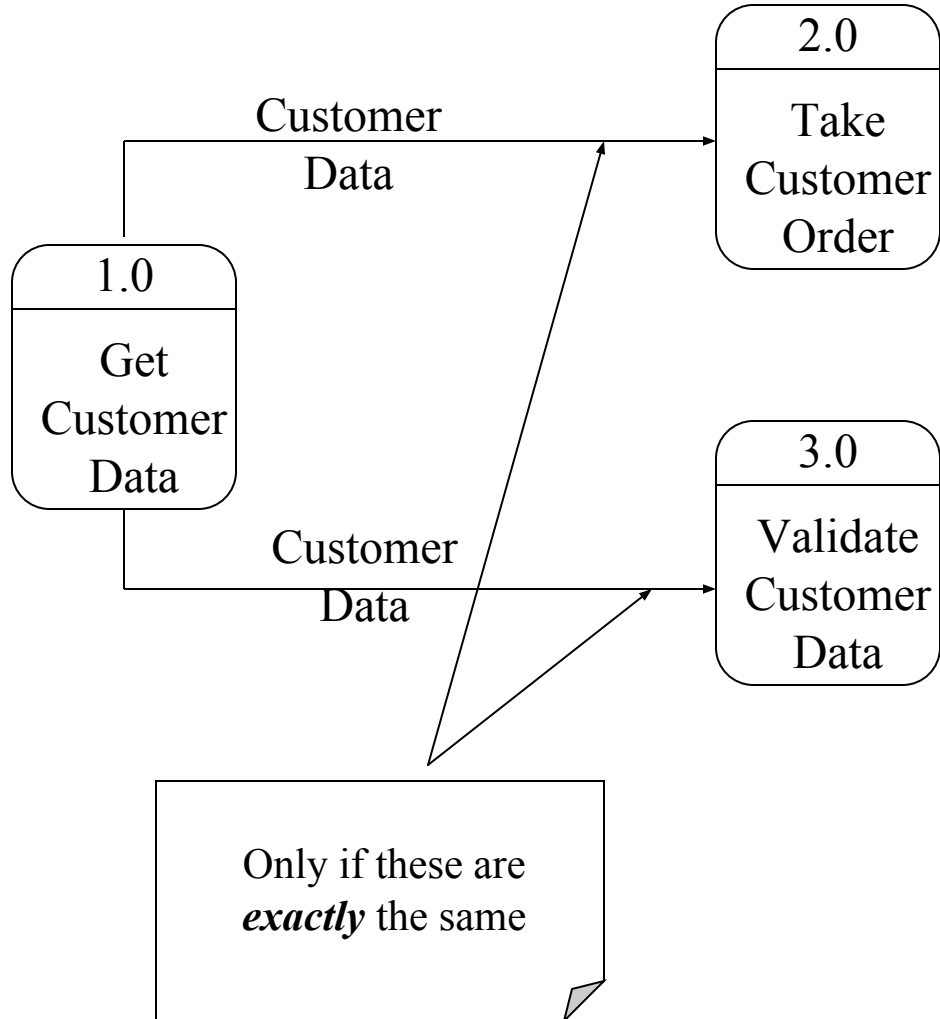 2.0
Take
Customer
Order
Customer
Data
1.0
Get
Customer
Data
3.0
Validate
Customer
Data
Customer
Data
Only if these are
exactly the same